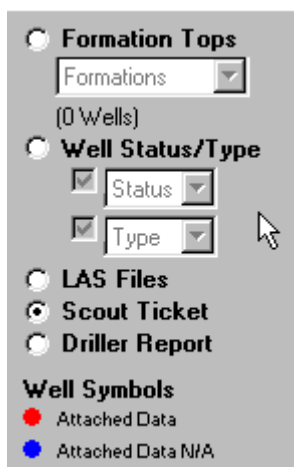 Formation Tops
Formations
(0 Wells)
Well Status/Type
Status
Type
LAS Files
Scout Ticket
Driller Report
Well Symbols
Attached Data
Attached Data N/A